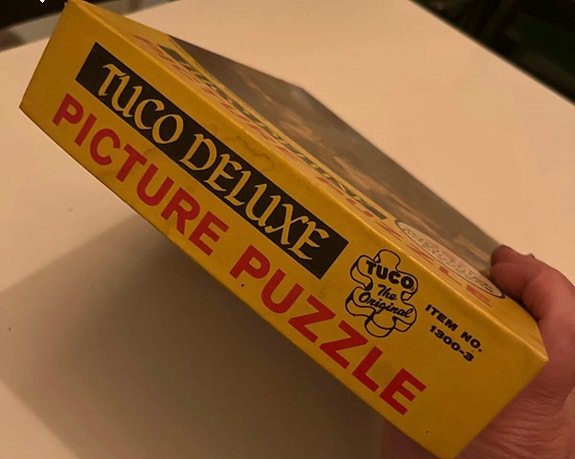 TUCO DELUXE
PICTURE PUZZLE
TUCO
The
Original
ITEM NO.
1300-3